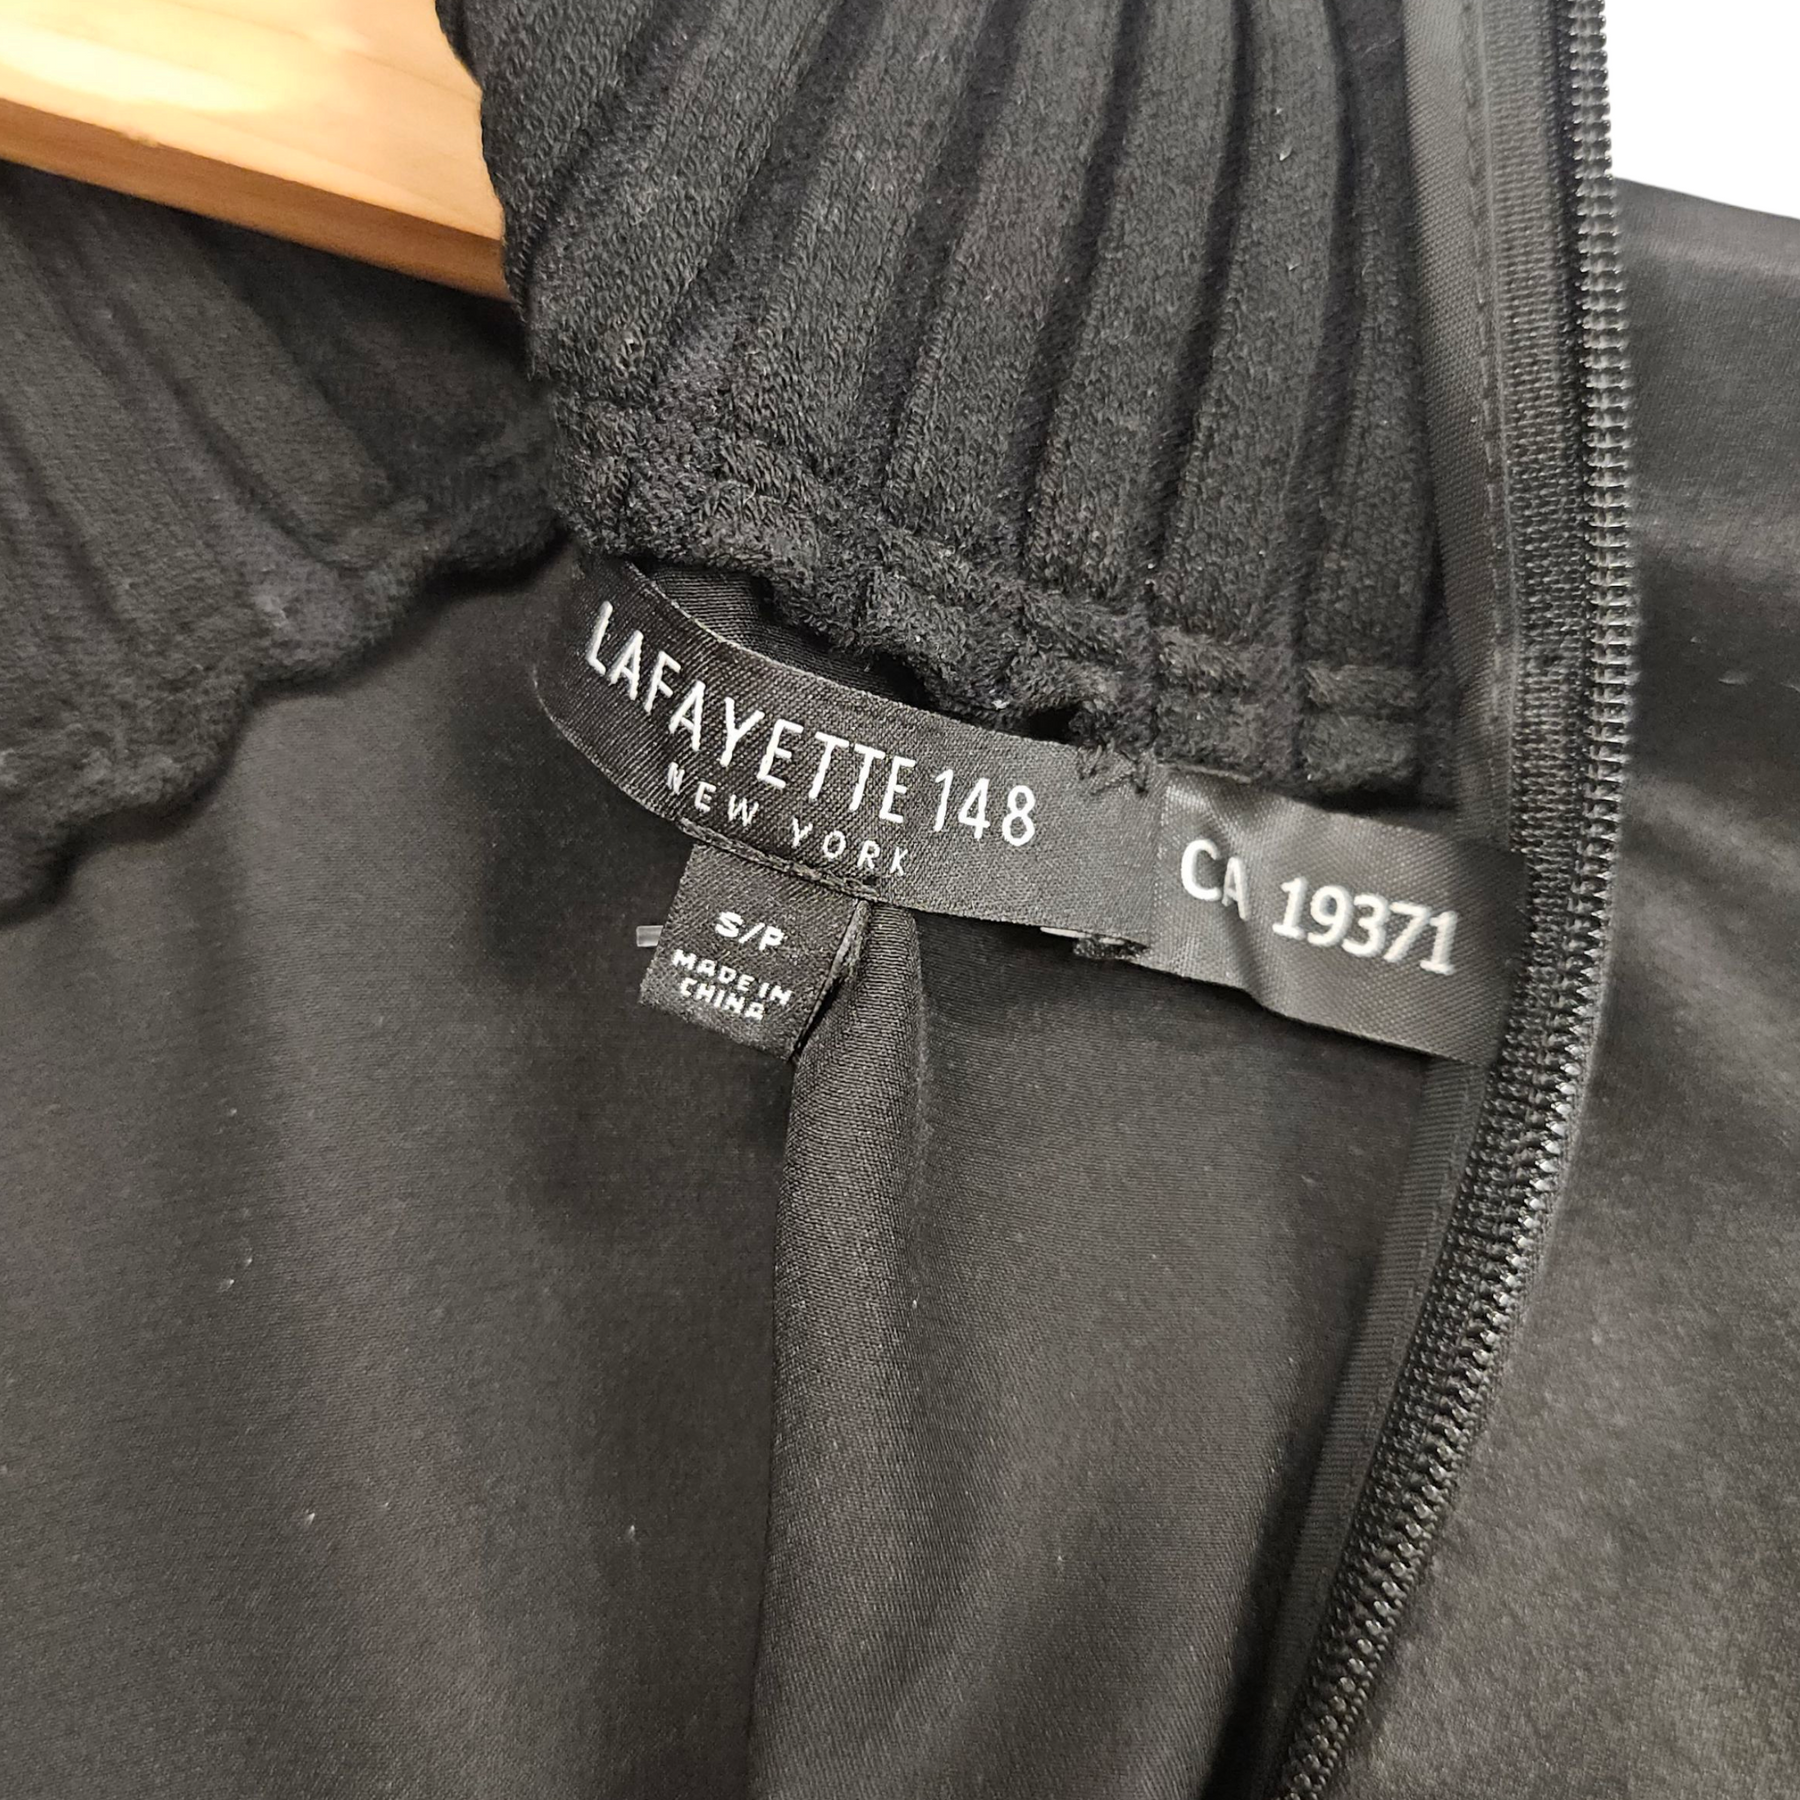 LAFAYETTE 148
NEW YORK
CA 19371
S/P
MADE IN
CHINA